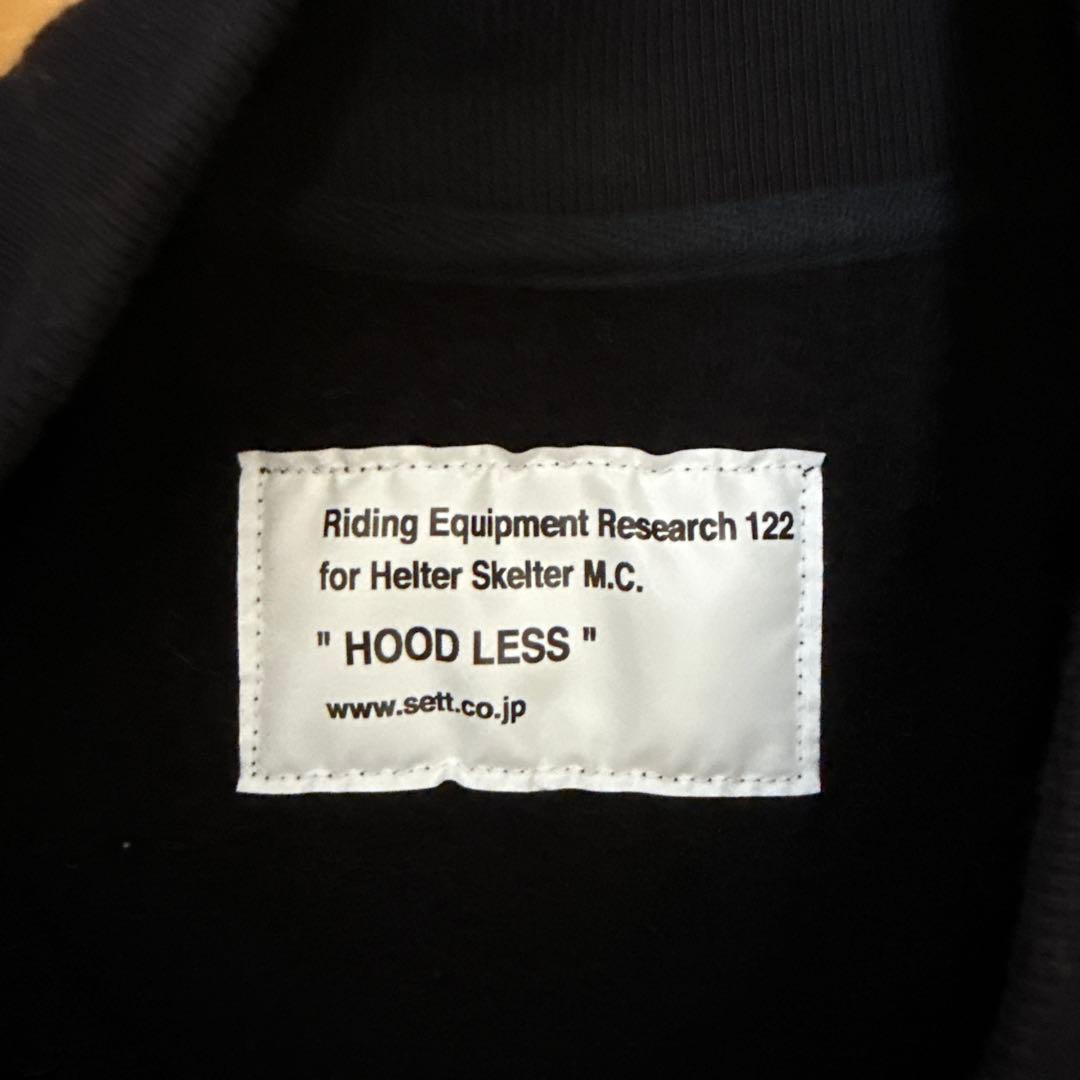 Riding Equipment Research 122
for Helter Skelter M.C.
" HOOD LESS "
www.sett.co.jp